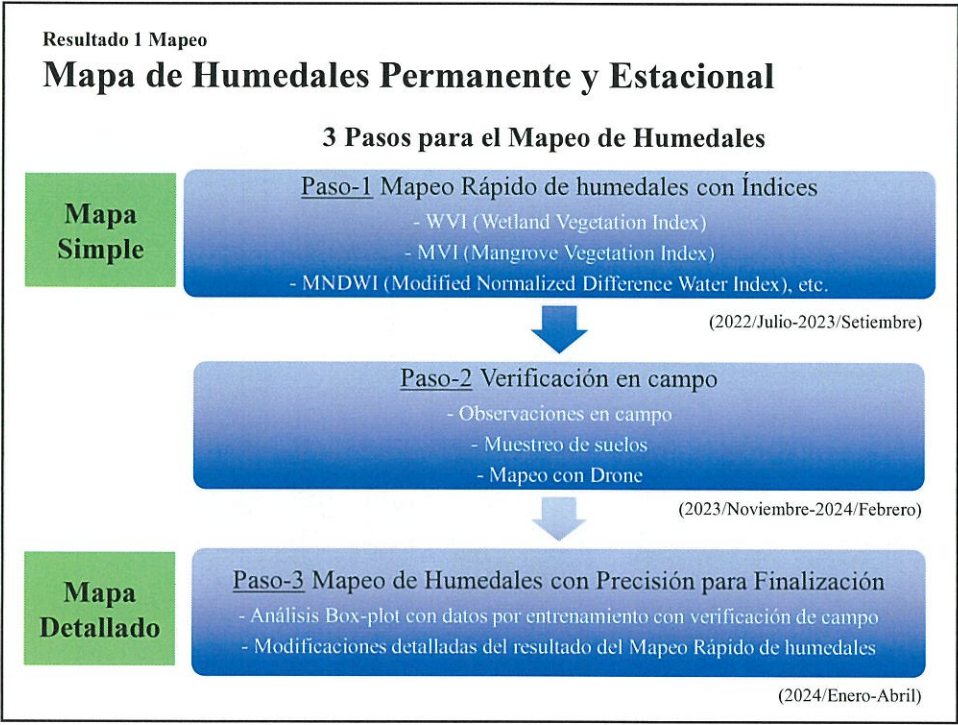 Resultado 1 Mapeo
Mapa de Humedales Permanente y Estacional
3 Pasos para el Mapeo de Humedales
Mapa
Simple
Paso-1 Mapeo Rápido de humedales con Índices
- WVI (Wetland Vegetation Index)
- MVI (Mangrove Vegetation Index)
- MNDWI (Modified Normalized Difference Water Index), etc.
(2022/Julio-2023/Setiembre)
Paso-2 Verificación en campo
- Observaciones en campo
- Muestreo de suelos
- Mapeo con Drone
(2023/Noviembre-2024/Febrero)
Mapa
Detallado
Paso-3 Mapeo de Humedales con Precisión para Finalización
- Análisis Box-plot con datos por entrenamiento con verificación de campo
- Modificaciones detalladas del resultado del Mapeo Rápido de humedales
(2024/Enero-Abril)